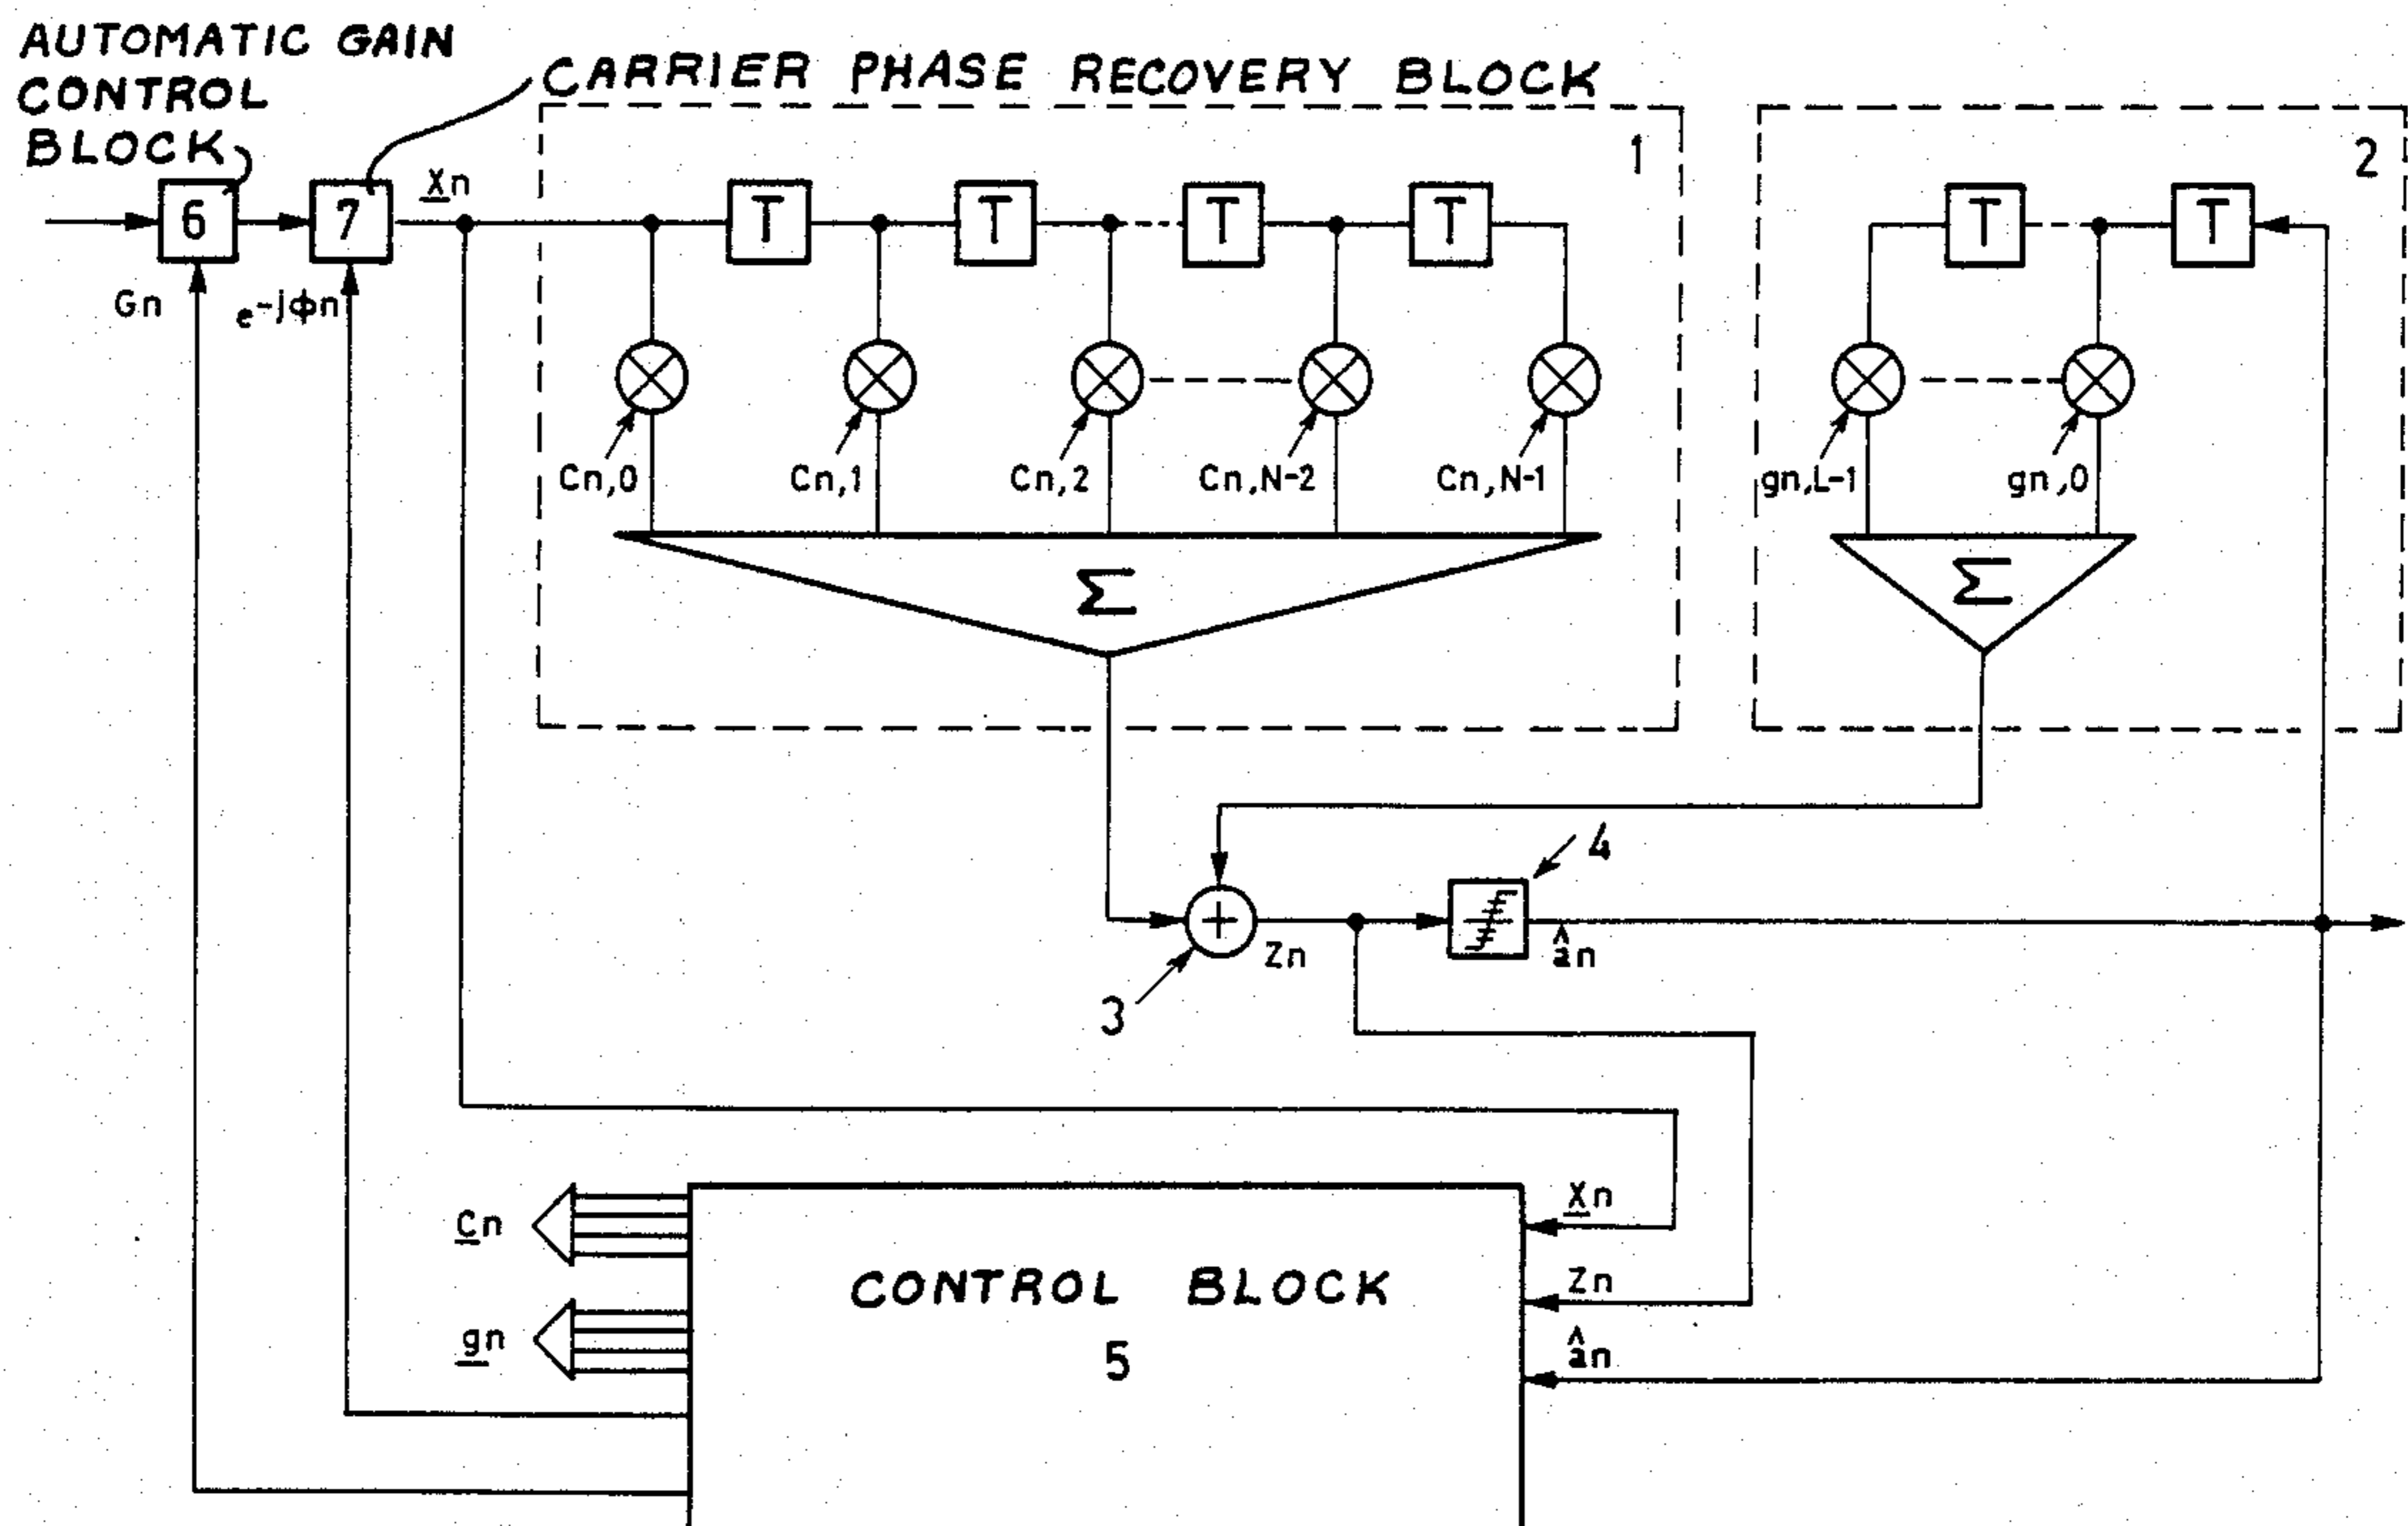 AUTOMATIC GAIN
CONTROL
BLOCK
CARRIER PHASE RECOVERY BLOCK
1
2
6
7
Xn
T
T
T
T
T
T
Gn
e-jφn
Cn,0
Cn,1
Cn,2
Cn,N-2
Cn,N-1
gn,L-1
gn,0
Σ
Σ
4
+
Zn
ân
3
Cn
Xn
CONTROL BLOCK
Zn
gn
5
ân